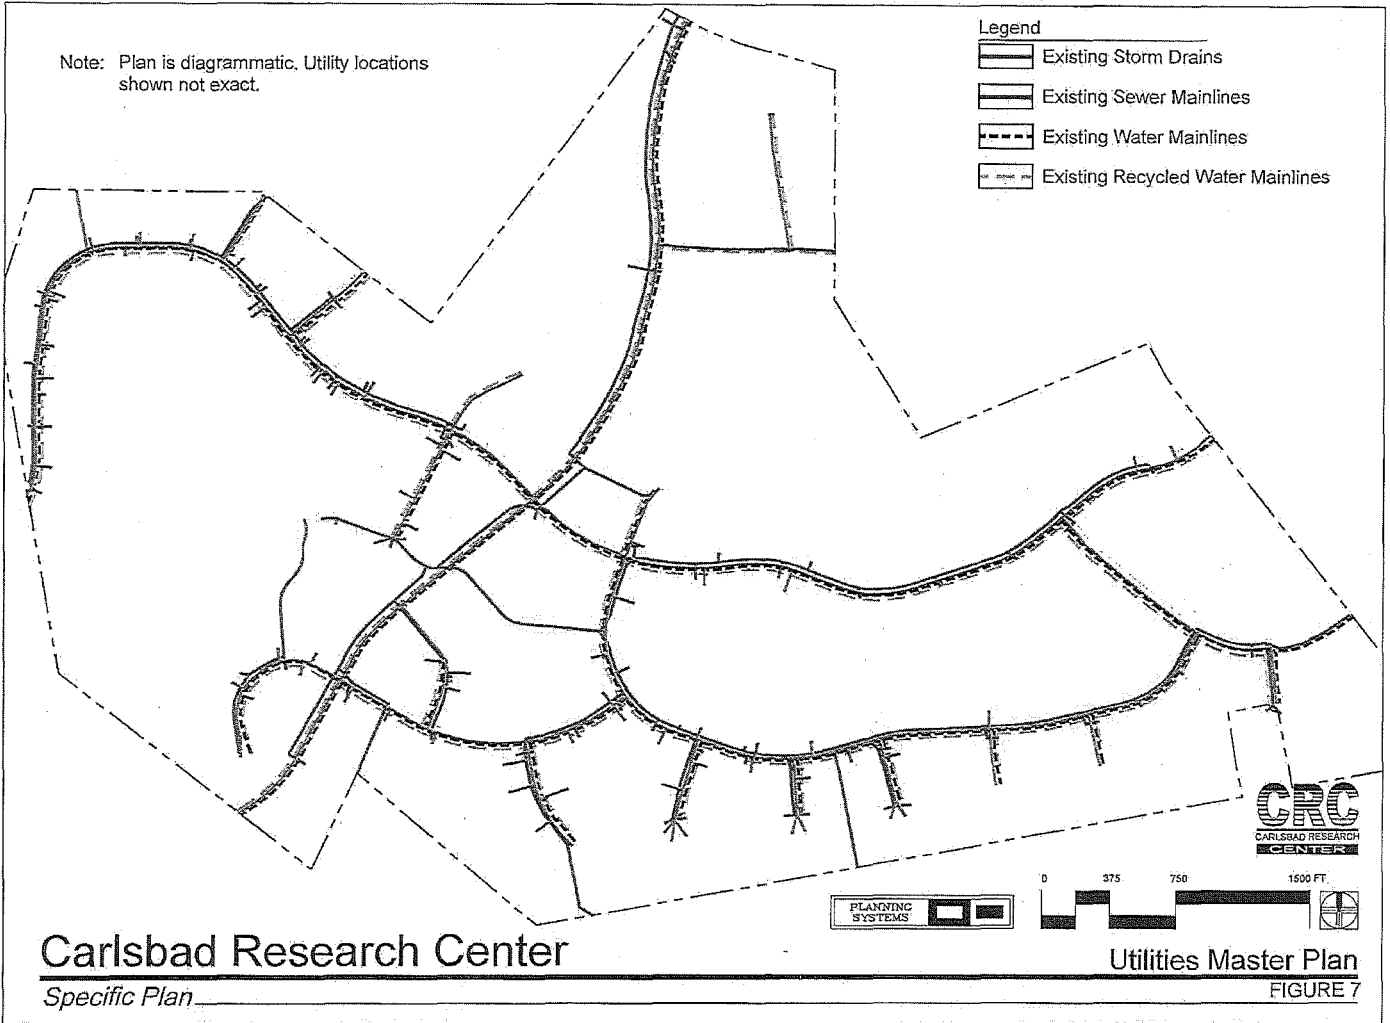 Note: Plan is diagrammatic. Utility locations
shown not exact.
Legend
Existing Storm Drains
Existing Sewer Mainlines
Existing Water Mainlines
Existing Recycled Water Mainlines
CRC
CARLSBAD RESEARCH
CENTER
PLANNING
SYSTEMS
0 375 750 1500 FT.
Carlsbad Research Center
Utilities Master Plan
Specific Plan
FIGURE 7